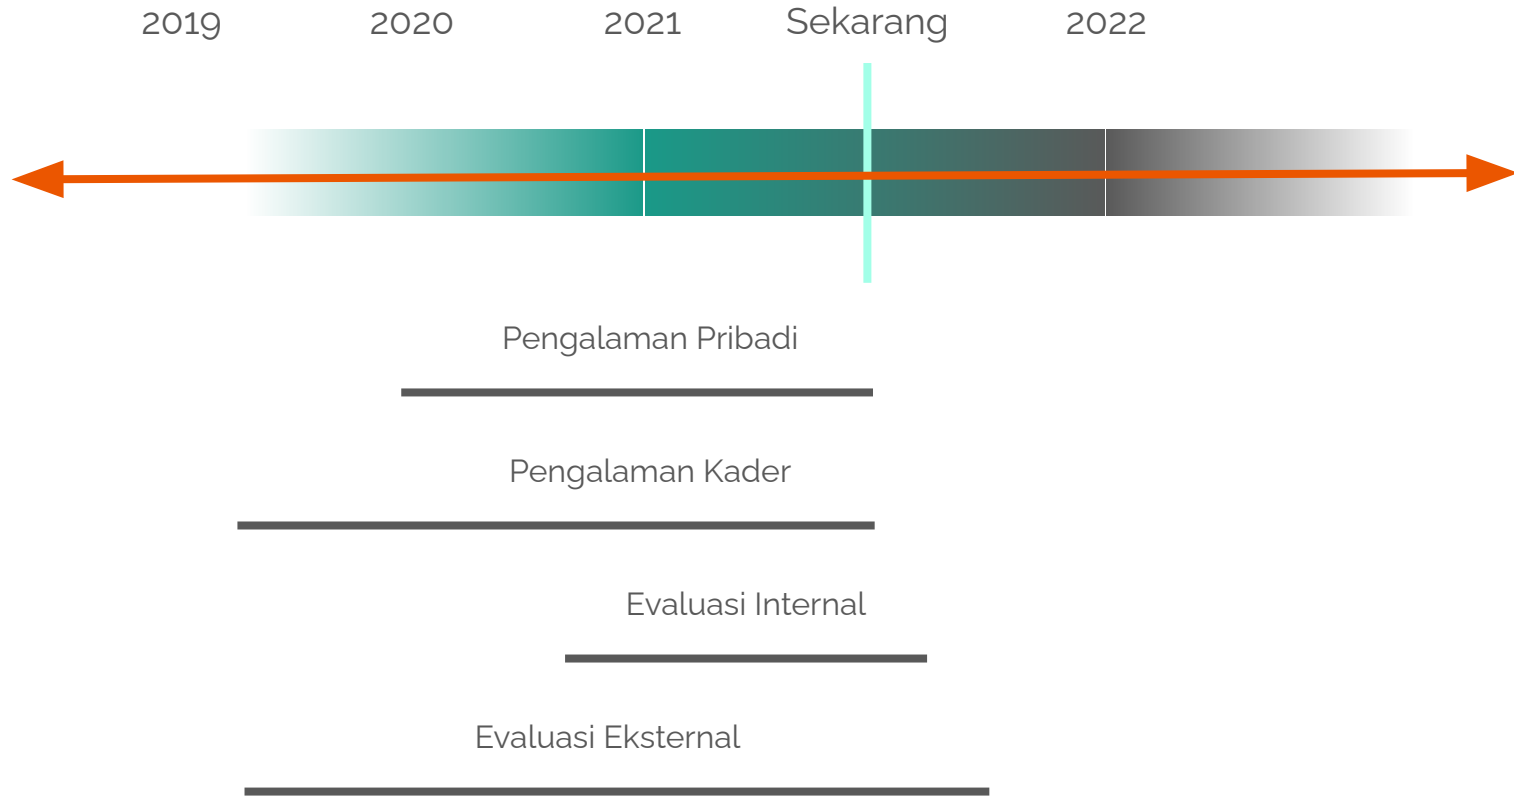 2019 2020 2021 Sekarang 2022
Pengalaman Pribadi
Pengalaman Kader
Evaluasi Internal
Evaluasi Eksternal